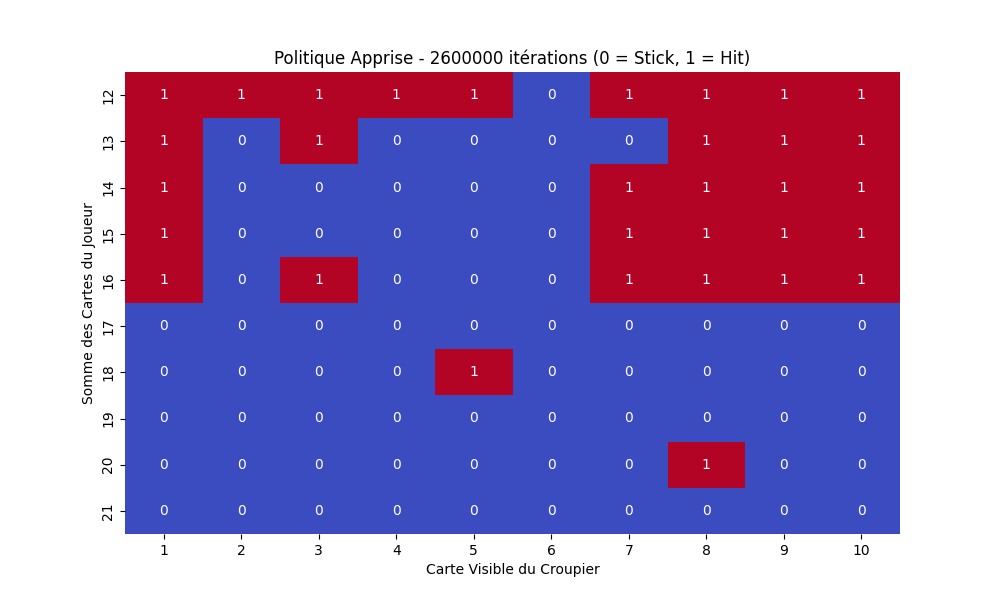 Politique Apprise - 2600000 itérations (0 = Stick, 1 = Hit)
Somme des Cartes du Joueur
12 1 1 1 1 1 0 1 1 1 1
13 1 0 1 0 0 0 0 1 1 1
14 1 0 0 0 0 0 1 1 1 1
15 1 0 0 0 0 0 1 1 1 1
16 1 0 1 0 0 0 1 1 1 1
17 0 0 0 0 0 0 0 0 0 0
18 0 0 0 0 1 0 0 0 0 0
19 0 0 0 0 0 0 0 0 0 0
20 0 0 0 0 0 0 0 1 0 0
21 0 0 0 0 0 0 0 0 0 0
1 2 3 4 5 6 7 8 9 10
Carte Visible du Croupier